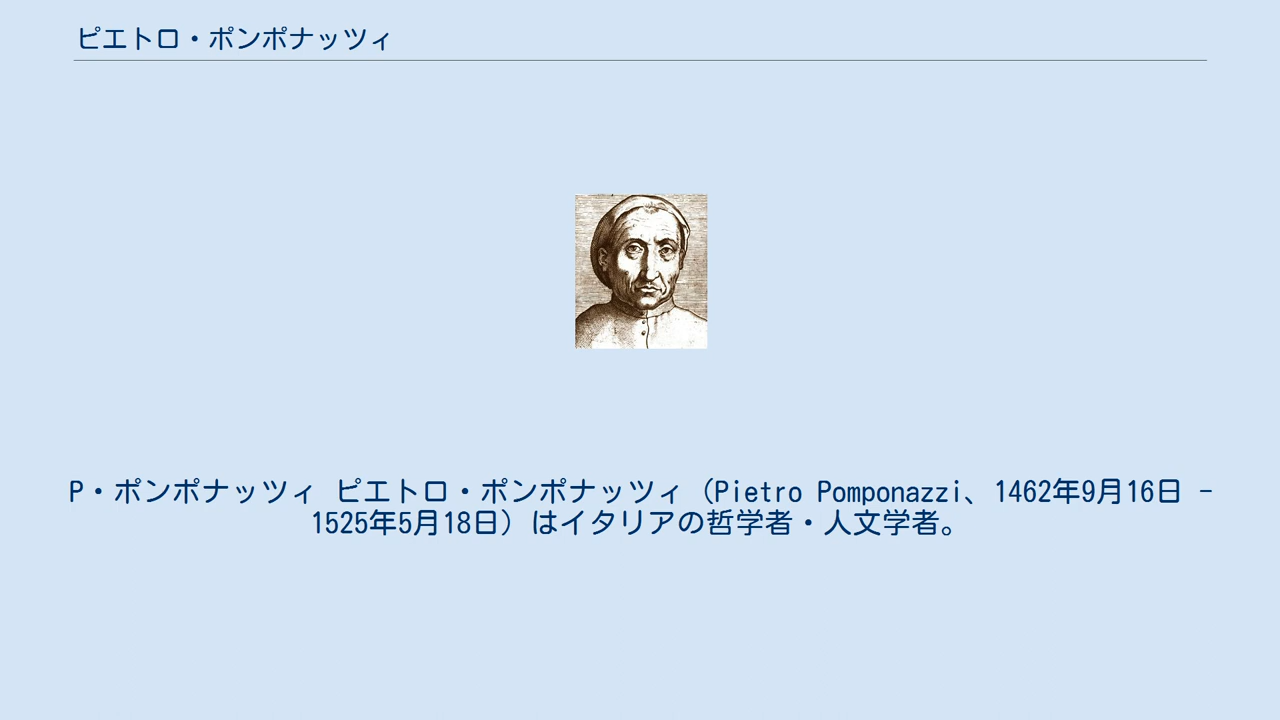 ピエトロ・ポンポナッツィ
P・ポンポナッツィ ピエトロ・ポンポナッツィ（Pietro Pomponazzi、1462年9月16日 -
1525年5月18日）はイタリアの哲学者・人文学者。